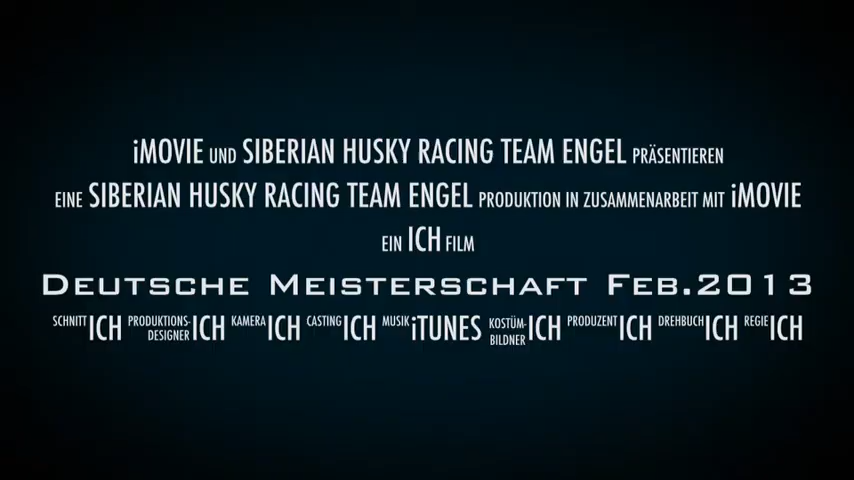 iMOVIE UND SIBERIAN HUSKY RACING TEAM ENGEL PRÄSENTIEREN
EINE SIBERIAN HUSKY RACING TEAM ENGEL PRODUKTION IN ZUSAMMENARBEIT MIT iMOVIE
EIN ICH FILM
DEUTSCHE MEISTERSCHAFT FEB.2013
SCHNITT ICH PRODUKTIONS-DESIGNER ICH KAMERA ICH CASTING ICH MUSIK iTUNES KOSTÜM-BILDNER ICH PRODUZENT ICH DREHBUCH ICH REGIE ICH